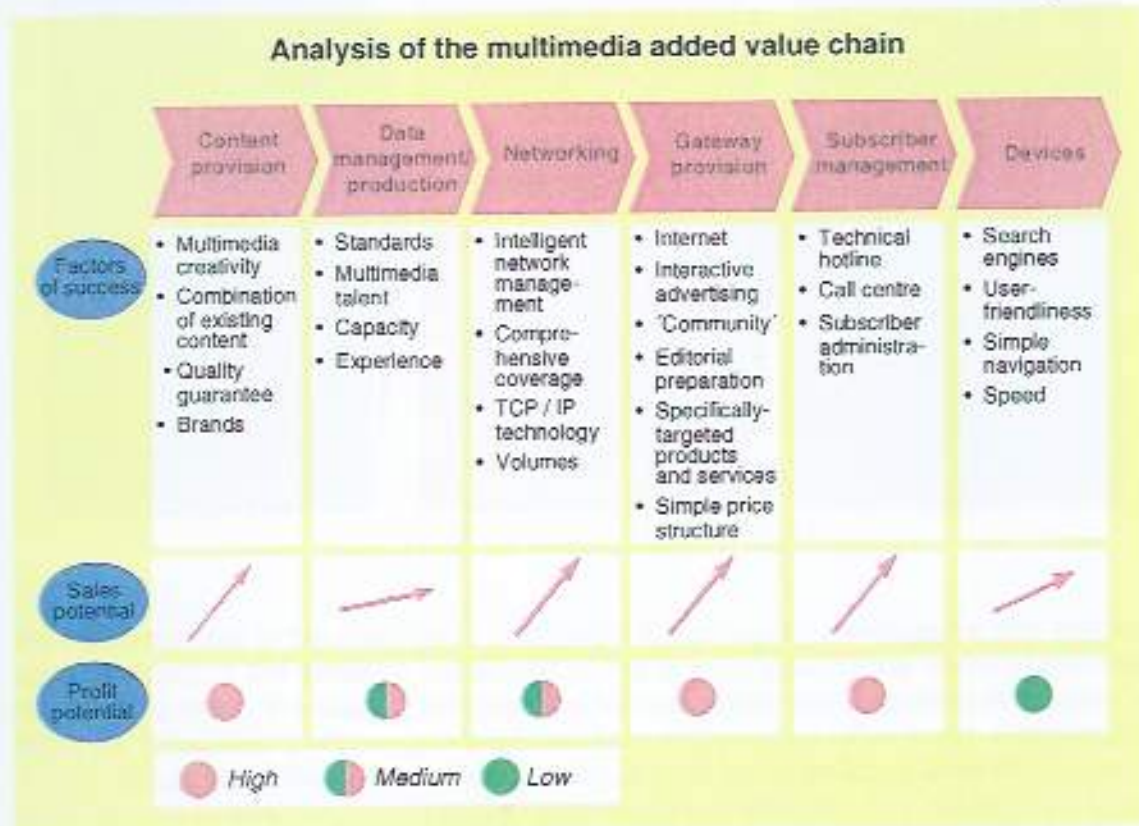 Analysis of the multimedia added value chain
Content
provision
Data
management/
production
Networking
Gateway
provision
Subscriber
management
Devices
Factors
of success
• Multimedia
creativity
• Combination
of existing
content
• Quality
guarantee
• Brands
• Standards
• Multimedia
talent
• Capacity
• Experience
• Intelligent
network
manage-
ment
• Compre-
hensive
coverage
• TCP / IP
technology
• Volumes
• Internet
• Interactive
advertising
• "Community"
• Editorial
preparation
• Specifically-
targeted
products
and services
• Simple price
structure
• Technical
hotline
• Call centre
• Subscriber
administra-
tion
• Search
engines
• User-
friendliness
• Simple
navigation
• Speed
Sales
potential
Profit
potential
High
Medium
Low